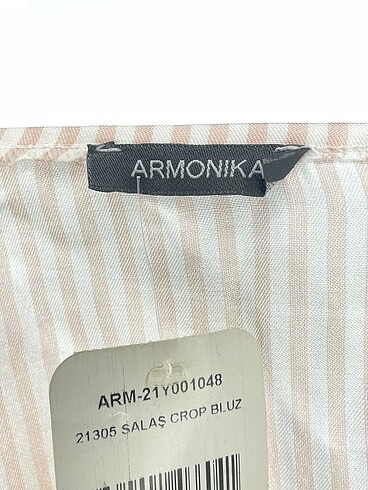 ARMONIKA
ARM-21Y001048
21305 SALAŞ CROP BLUZ